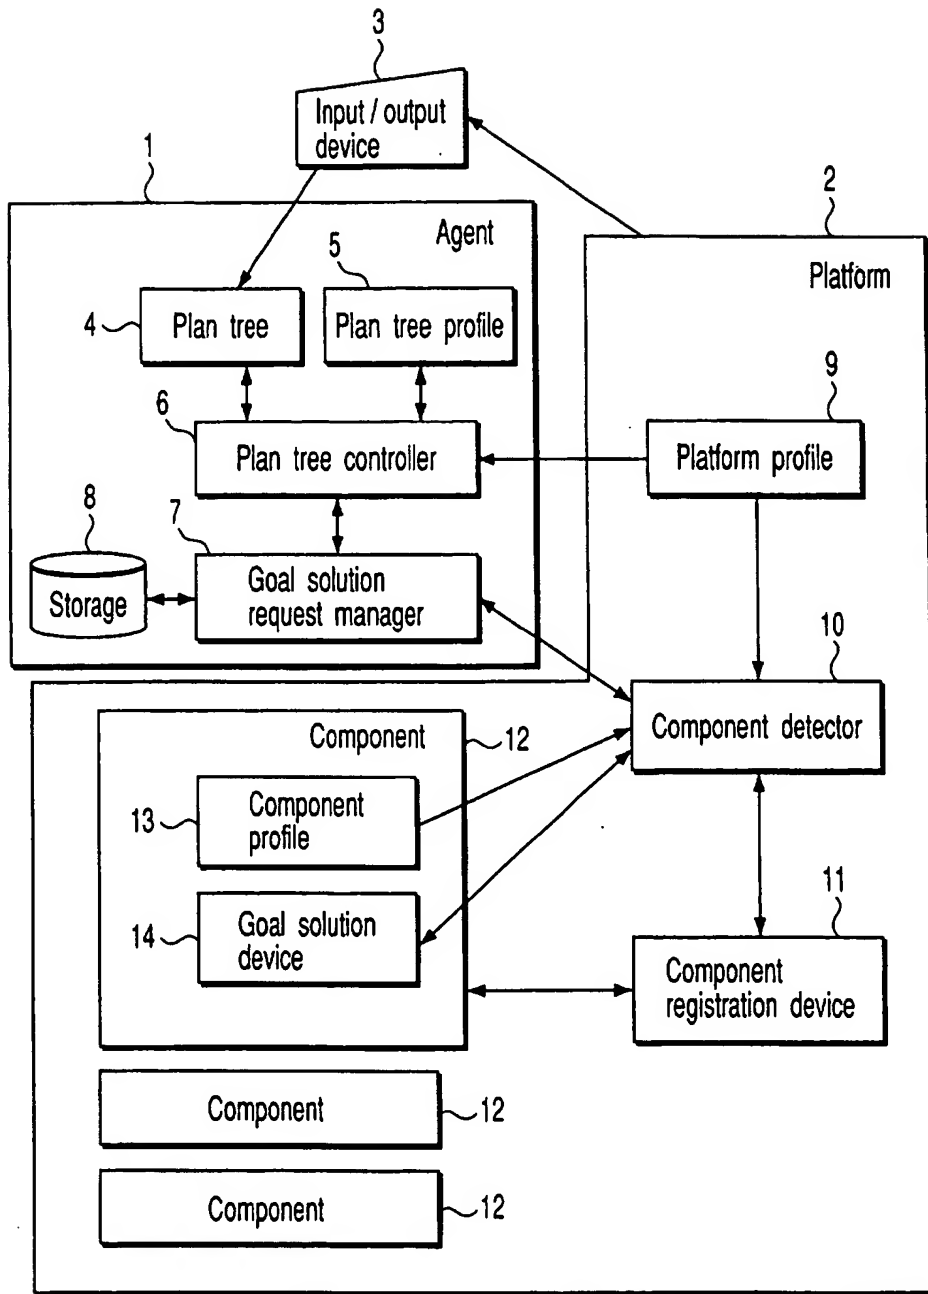 3
Input / output
device
1
2
Agent
Platform
5
4
Plan tree
Plan tree profile
9
6
Plan tree controller
Platform profile
8
7
Storage
Goal solution
request manager
10
Component
12
Component detector
13
Component
profile
11
14
Goal solution
device
Component
registration device
Component
12
Component
12